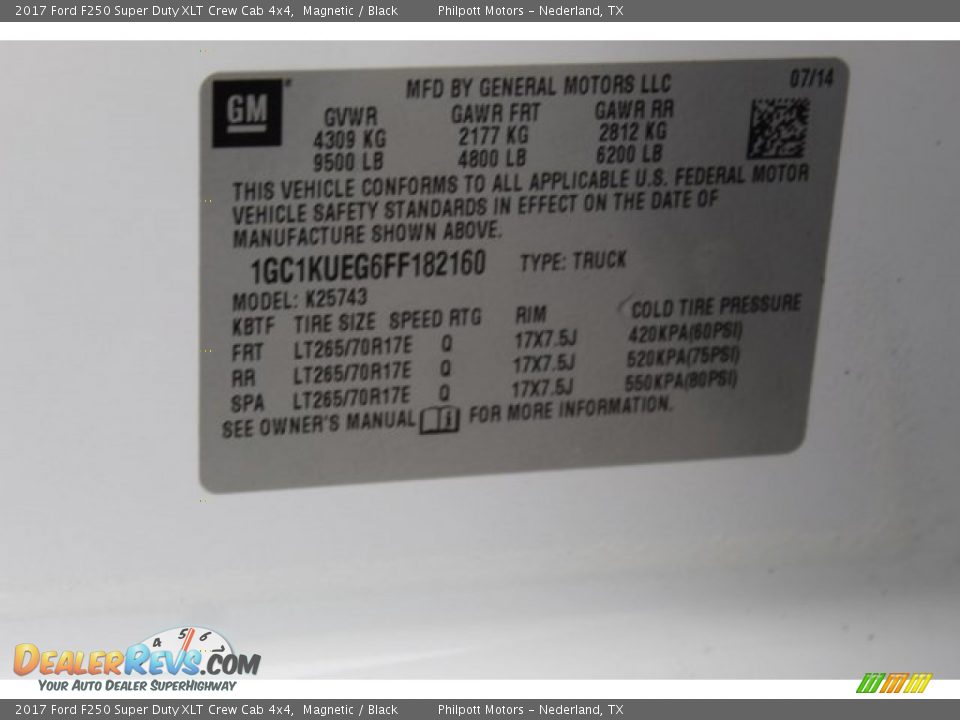 2017 Ford F250 Super Duty XLT Crew Cab 4x4, Magnetic / Black Philpott Motors - Nederland, TX
GM
MFD BY GENERAL MOTORS LLC 07/14
GVWR GAWR FRT GAWR RR
4309 KG 2177 KG 2812 KG
9500 LB 4800 LB 6200 LB
THIS VEHICLE CONFORMS TO ALL APPLICABLE U.S. FEDERAL MOTOR
VEHICLE SAFETY STANDARDS IN EFFECT ON THE DATE OF
MANUFACTURE SHOWN ABOVE.
1GC1KUEG6FF182160 TYPE: TRUCK
MODEL: K25743
KBTF TIRE SIZE SPEED RTG RIM COLD TIRE PRESSURE
FRT LT265/70R17E Q 17X7.5J 420KPA(60PSI)
RR LT265/70R17E Q 17X7.5J 520KPA(75PSI)
SPA LT265/70R17E Q 17X7.5J 550KPA(80PSI)
SEE OWNER'S MANUAL FOR MORE INFORMATION.
4 5 6
DEALERREVS.COM
YOUR AUTO DEALER SUPERHIGHWAY
2017 Ford F250 Super Duty XLT Crew Cab 4x4, Magnetic / Black Philpott Motors - Nederland, TX